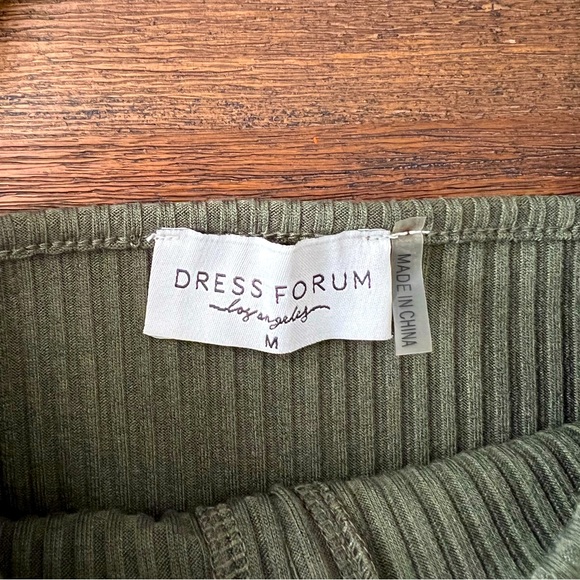 DRESS FORUM
los angeles
M
MADE IN CHINA